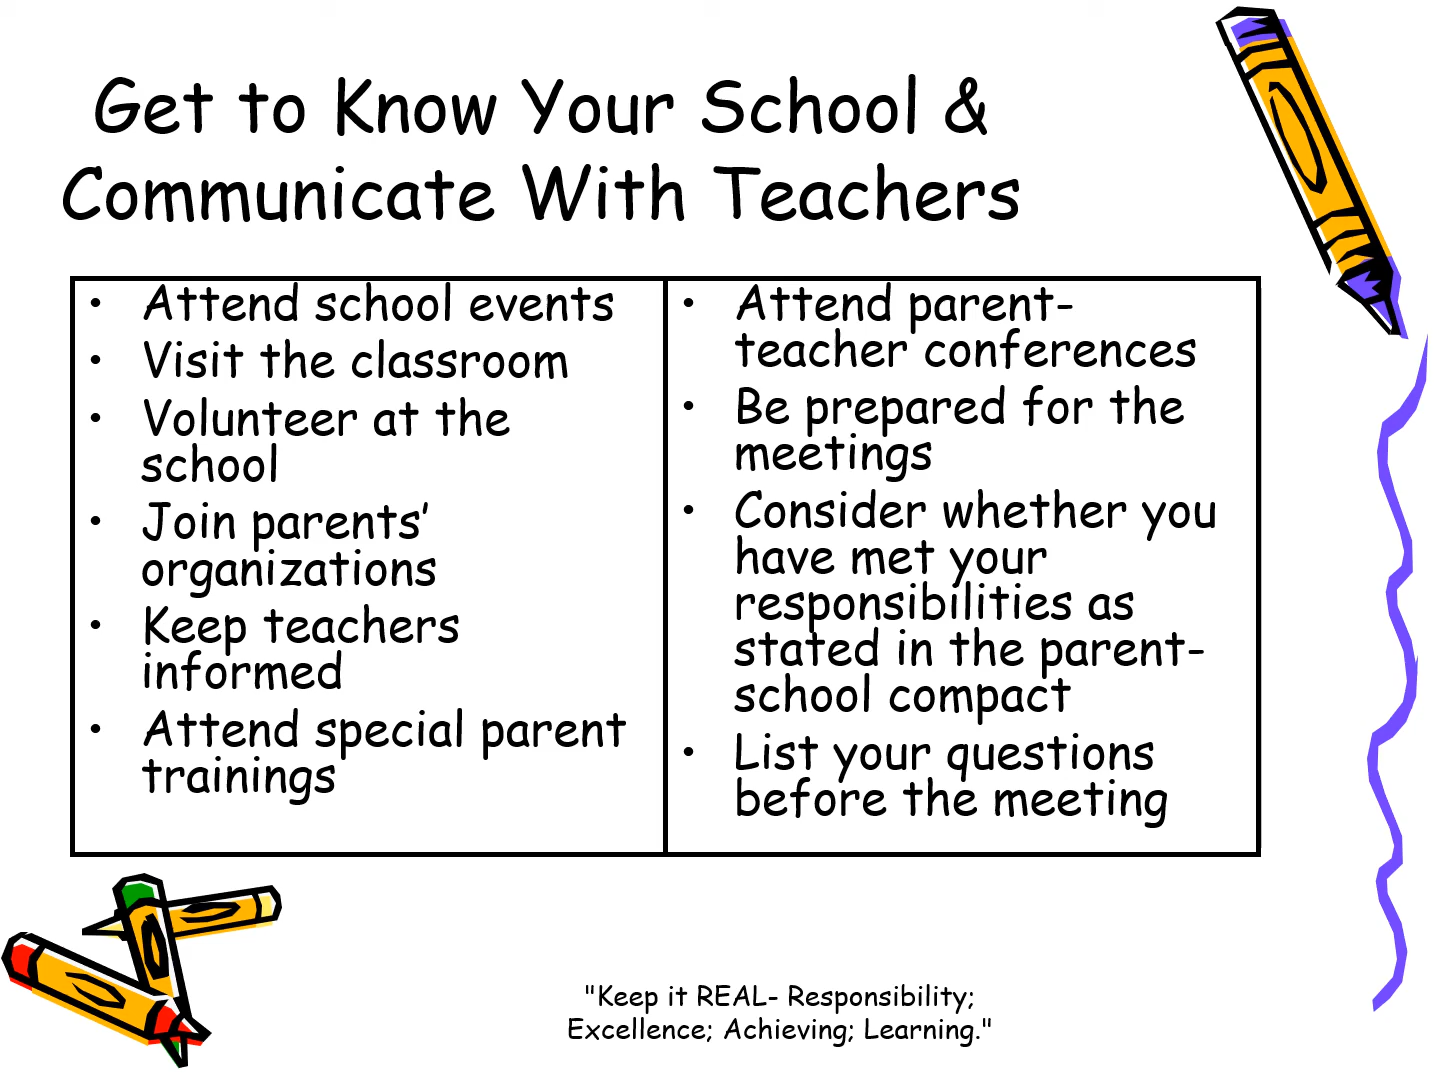 Get to Know Your School &
Communicate With Teachers
• Attend school events
• Visit the classroom
• Volunteer at the
school
• Join parents’
organizations
• Keep teachers
informed
• Attend special parent
trainings
• Attend parent-
teacher conferences
• Be prepared for the
meetings
• Consider whether you
have met your
responsibilities as
stated in the parent-
school compact
• List your questions
before the meeting
"Keep it REAL- Responsibility;
Excellence; Achieving; Learning."